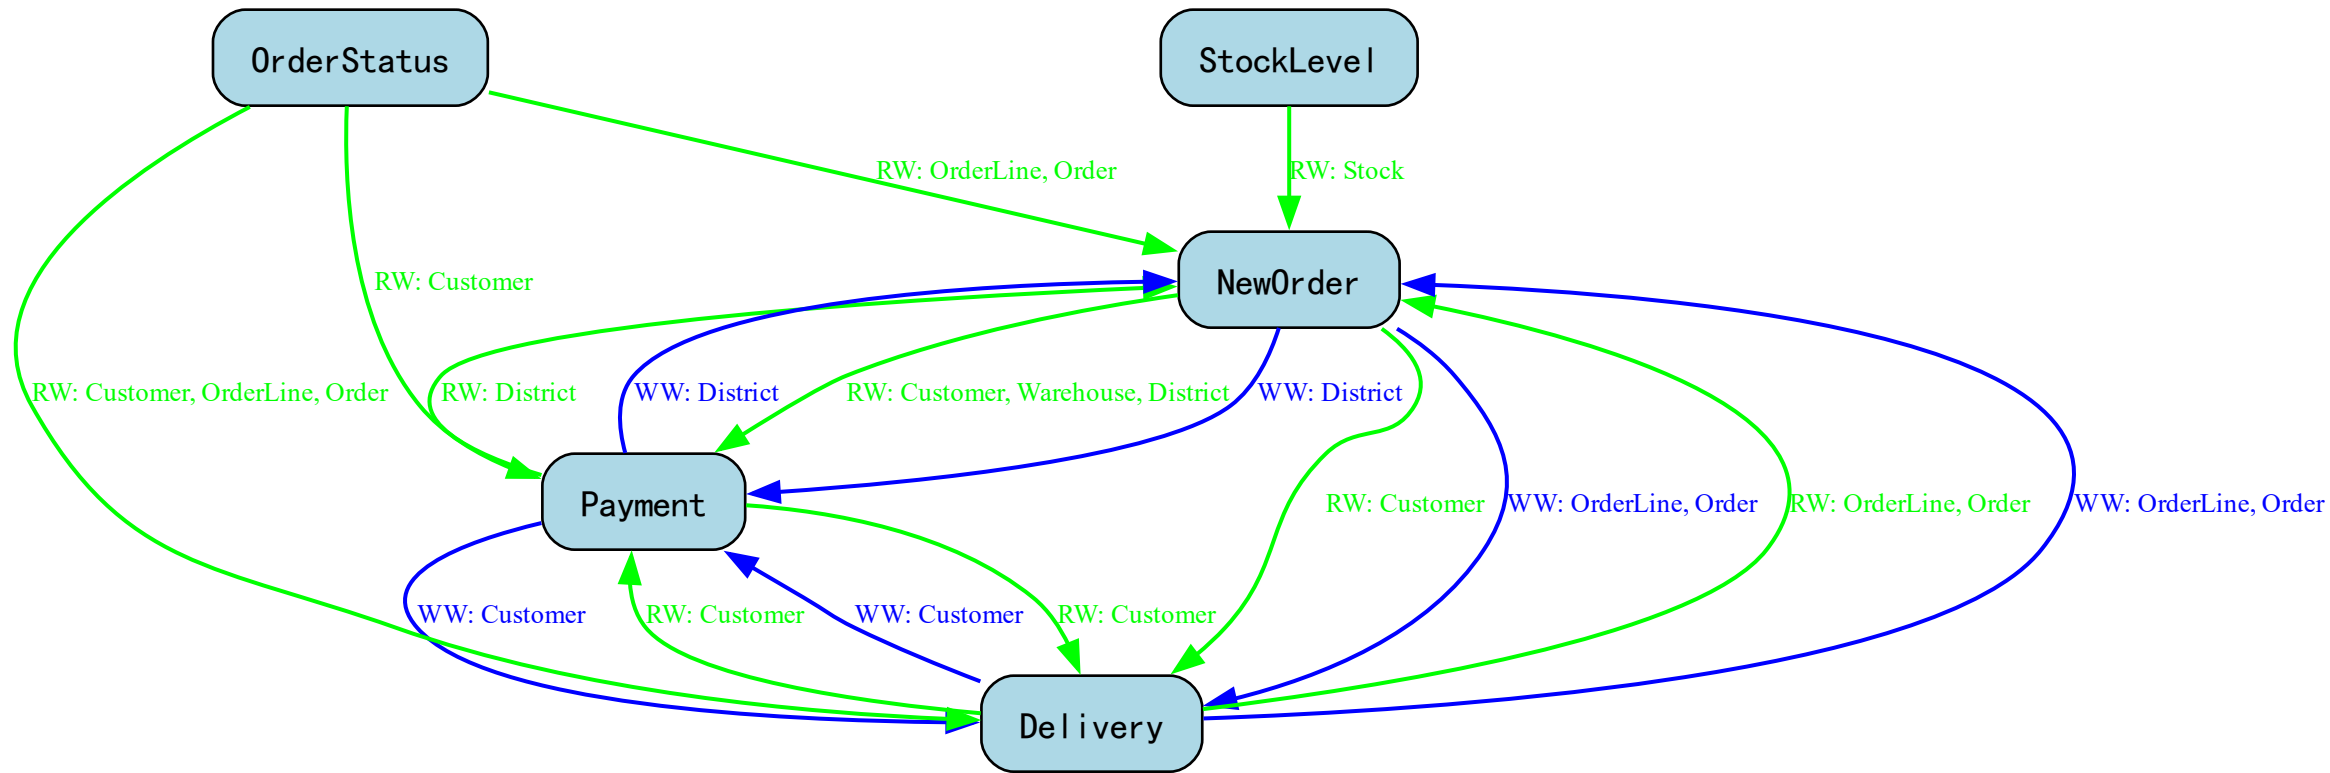 OrderStatus
StockLevel
RW: OrderLine, Order
RW: Stock
RW: Customer
NewOrder
RW: Customer, OrderLine, Order
RW: District
WW: District
RW: Customer, Warehouse, District
WW: District
Payment
RW: Customer
WW: OrderLine, Order
RW: OrderLine, Order
WW: OrderLine, Order
WW: Customer
RW: Customer
WW: Customer
RW: Customer
Delivery